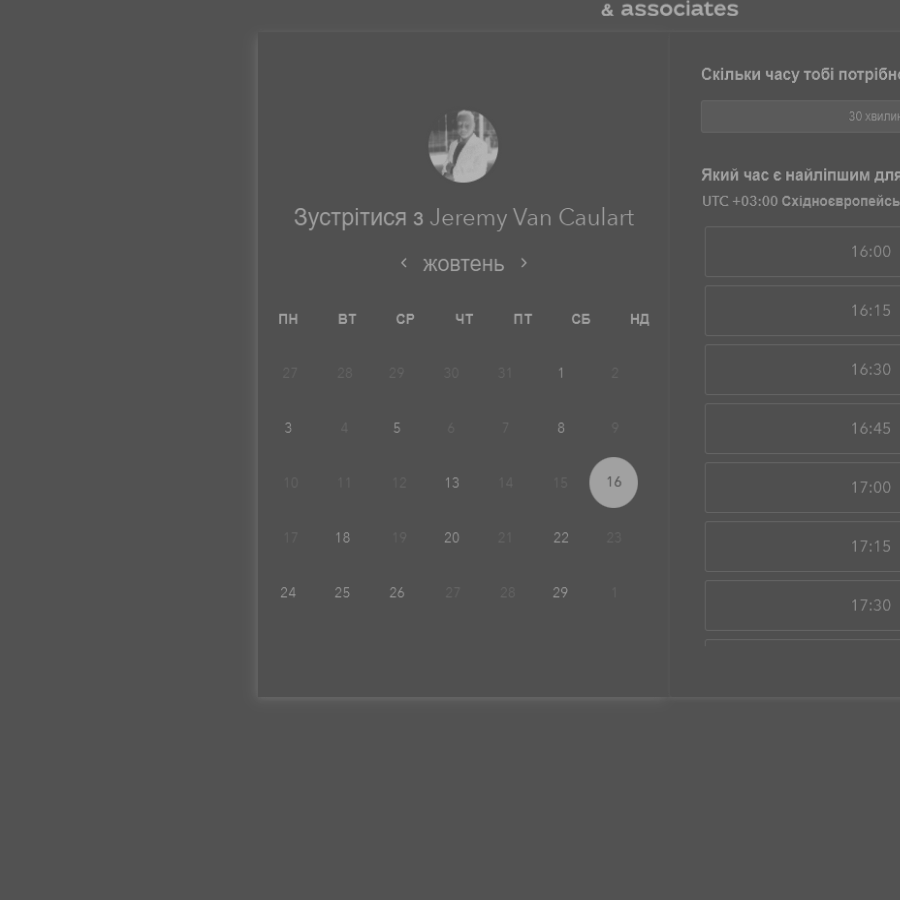 & associates
Зустрітися з Jeremy Van Caulart
жовтень
ПН ВТ СР ЧТ ПТ СБ НД
27 28 29 30 31 1 2
3 4 5 6 7 8 9
10 11 12 13 14 15 16
17 18 19 20 21 22 23
24 25 26 27 28 29 1
Скільки часу тобі
30
Який час є найліпшим для
UTC +03:00
16:00
16:15
16:30
16:45
17:00
17:15
17:30